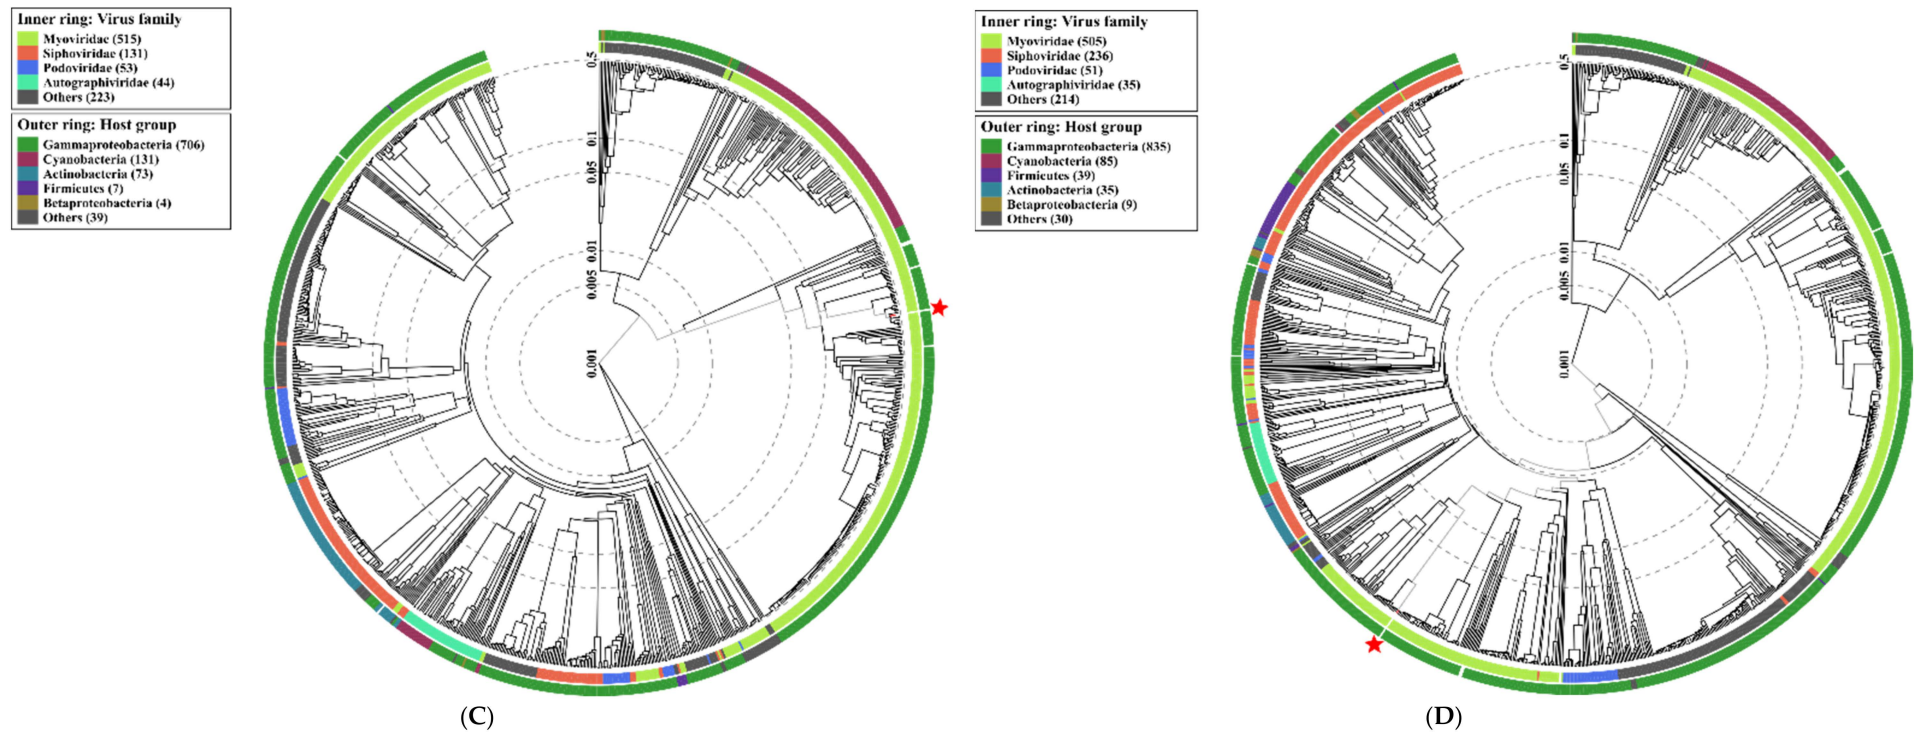 Inner ring: Virus family
Myoviridae (515)
Siphoviridae (131)
Podoviridae (53)
Autographiviridae (44)
Others (223)
Outer ring: Host group
Gammaproteobacteria (706)
Cyanobacteria (131)
Actinobacteria (73)
Firmicutes (7)
Betaproteobacteria (4)
Others (39)
0.5
0.1
0.05
0.01
0.005
0.001
(C)
Inner ring: Virus family
Myoviridae (505)
Siphoviridae (236)
Podoviridae (51)
Autographiviridae (35)
Others (214)
Outer ring: Host group
Gammaproteobacteria (835)
Cyanobacteria (85)
Firmicutes (39)
Actinobacteria (35)
Betaproteobacteria (9)
Others (30)
0.5
0.1
0.05
0.01
0.005
0.001
(D)